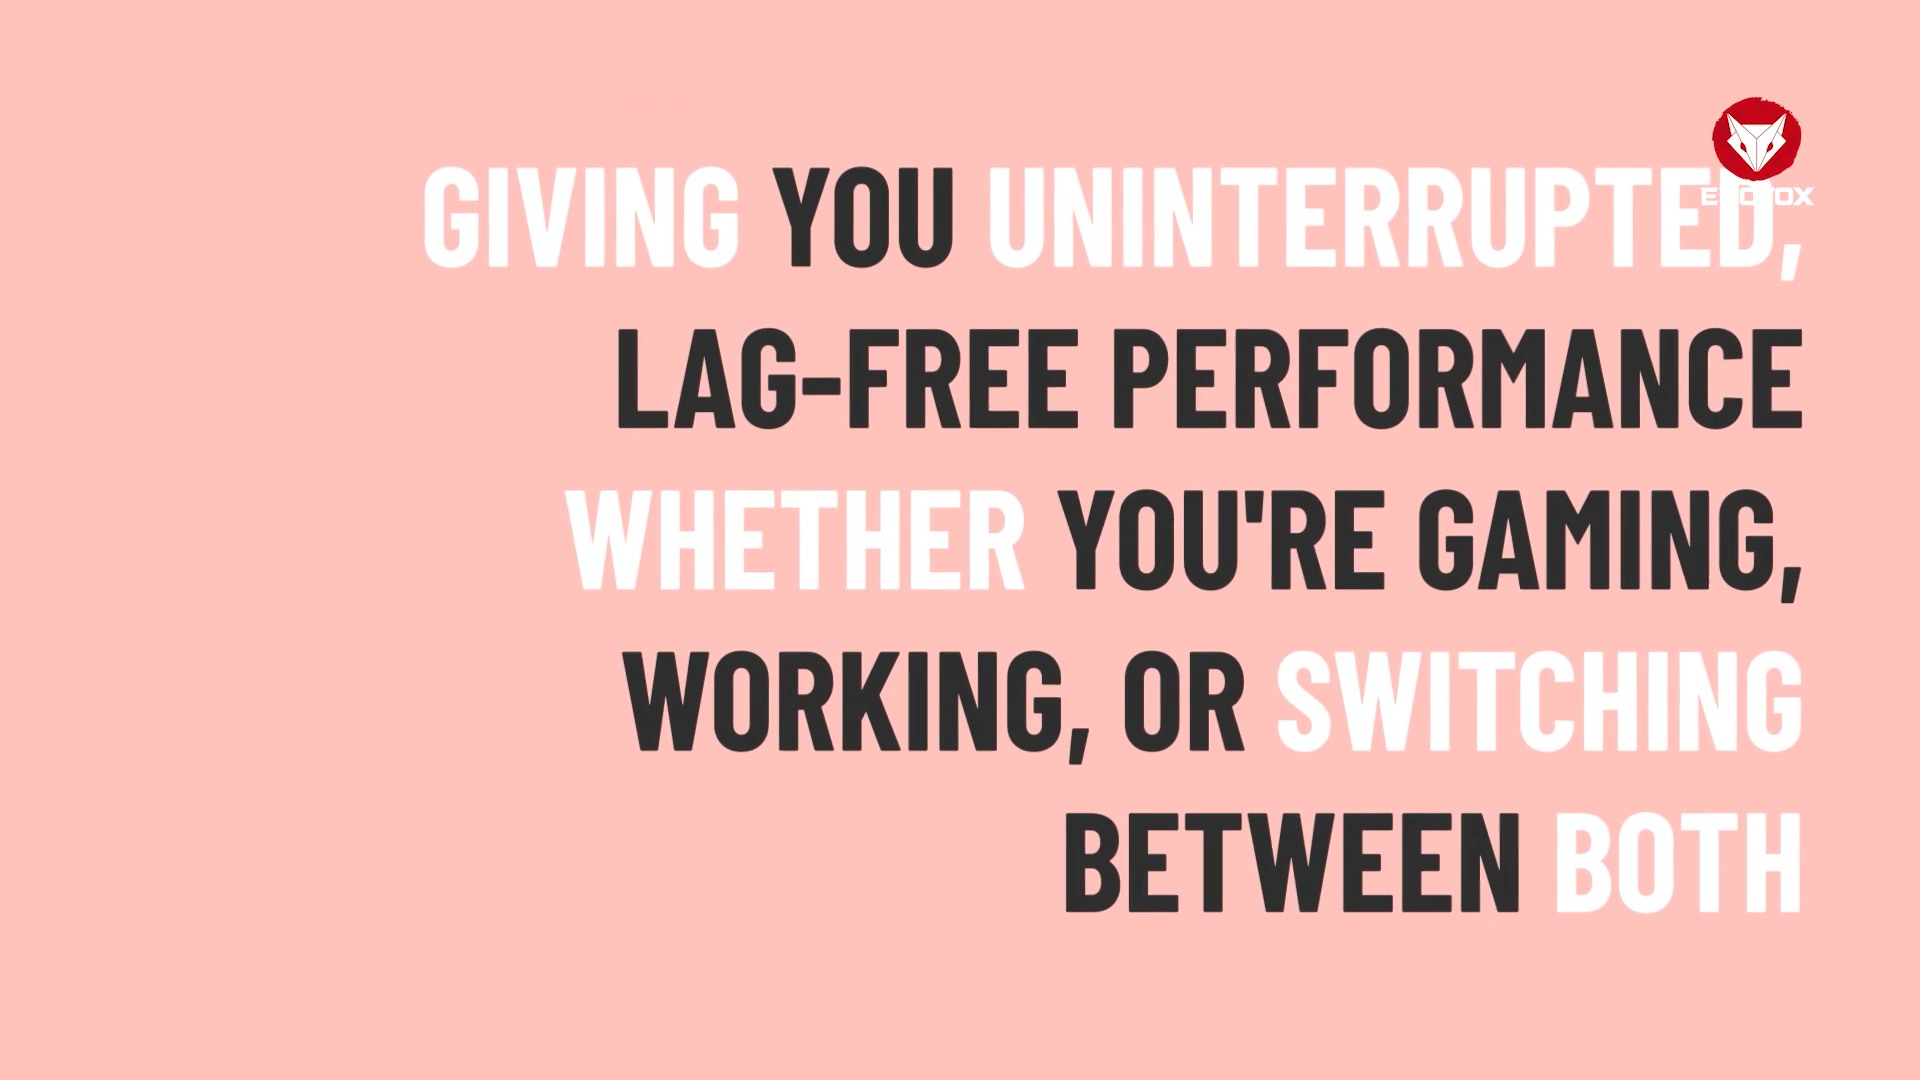 GIVING YOU UNINTERRUPTED,
LAG-FREE PERFORMANCE
WHETHER YOU'RE GAMING,
WORKING, OR SWITCHING
BETWEEN BOTH